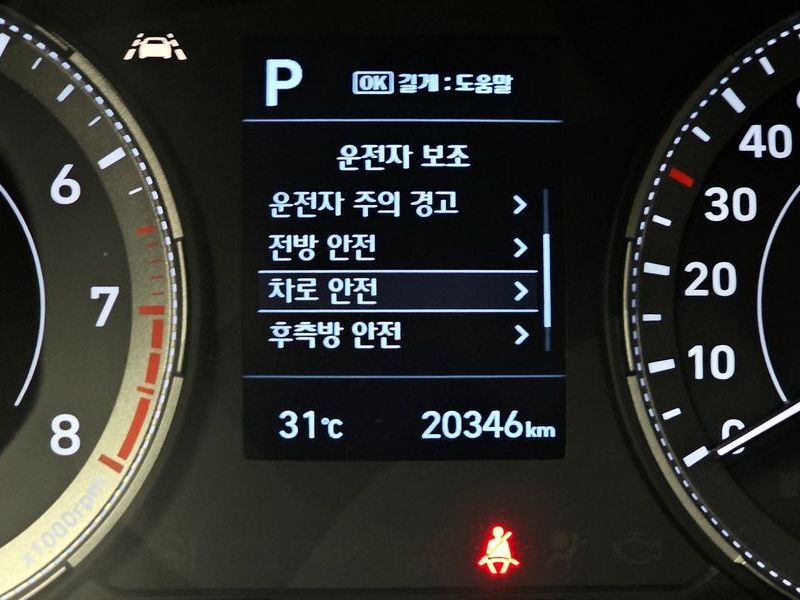 P
OK 길게 : 도움말
운전자 보조
운전자 주의 경고
전방 안전
차로 안전
후측방 안전
31°C 20346km
6
7
8
x1000rpm
40
30
20
10
0